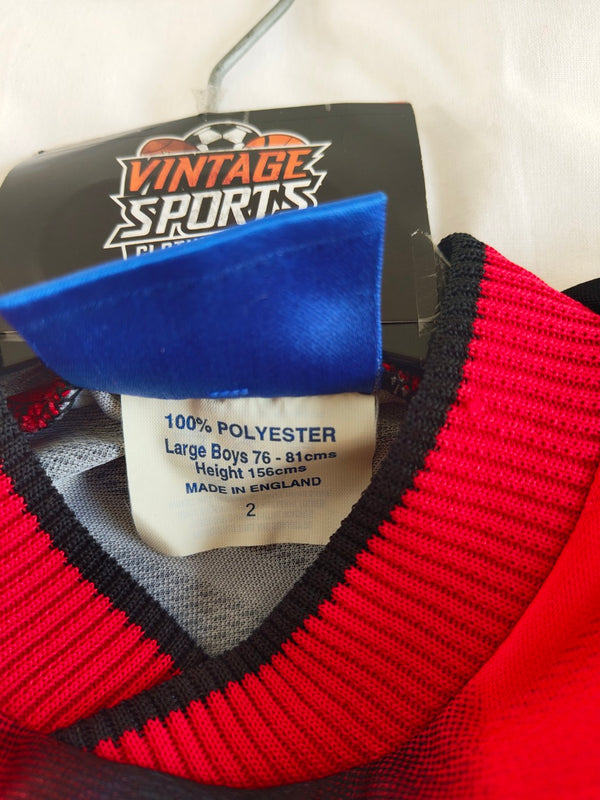 VINTAGE
SPORTS
100% POLYESTER
Large Boys 76 - 81cms
Height 156cms
MADE IN ENGLAND
2